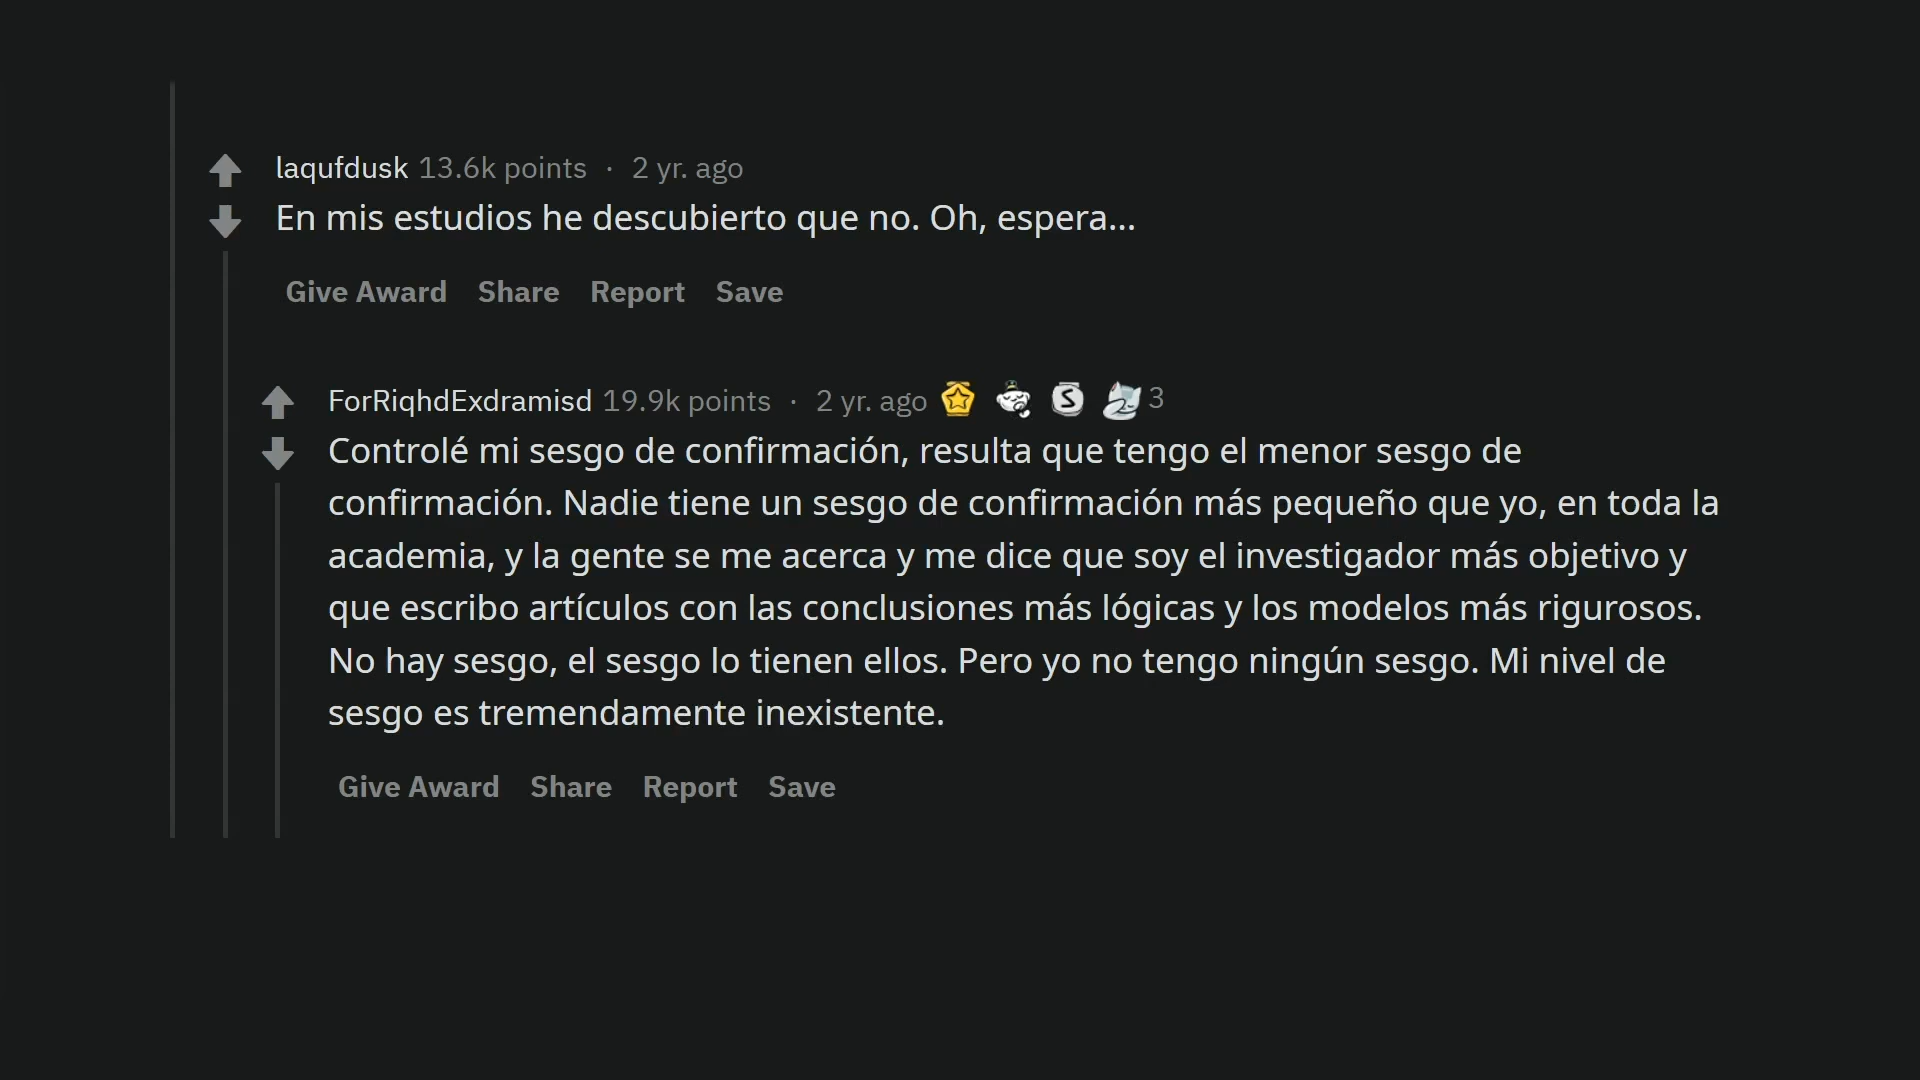 laqufdusk 13.6k points · 2 yr. ago
En mis estudios he descubierto que no. Oh, espera...
Give Award Share Report Save
ForRiqhdExdramisd 19.9k points · 2 yr. ago 3
Controlé mi sesgo de confirmación, resulta que tengo el menor sesgo de
confirmación. Nadie tiene un sesgo de confirmación más pequeño que yo, en toda la
academia, y la gente se me acerca y me dice que soy el investigador más objetivo y
que escribo artículos con las conclusiones más lógicas y los modelos más rigurosos.
No hay sesgo, el sesgo lo tienen ellos. Pero yo no tengo ningún sesgo. Mi nivel de
sesgo es tremendamente inexistente.
Give Award Share Report Save